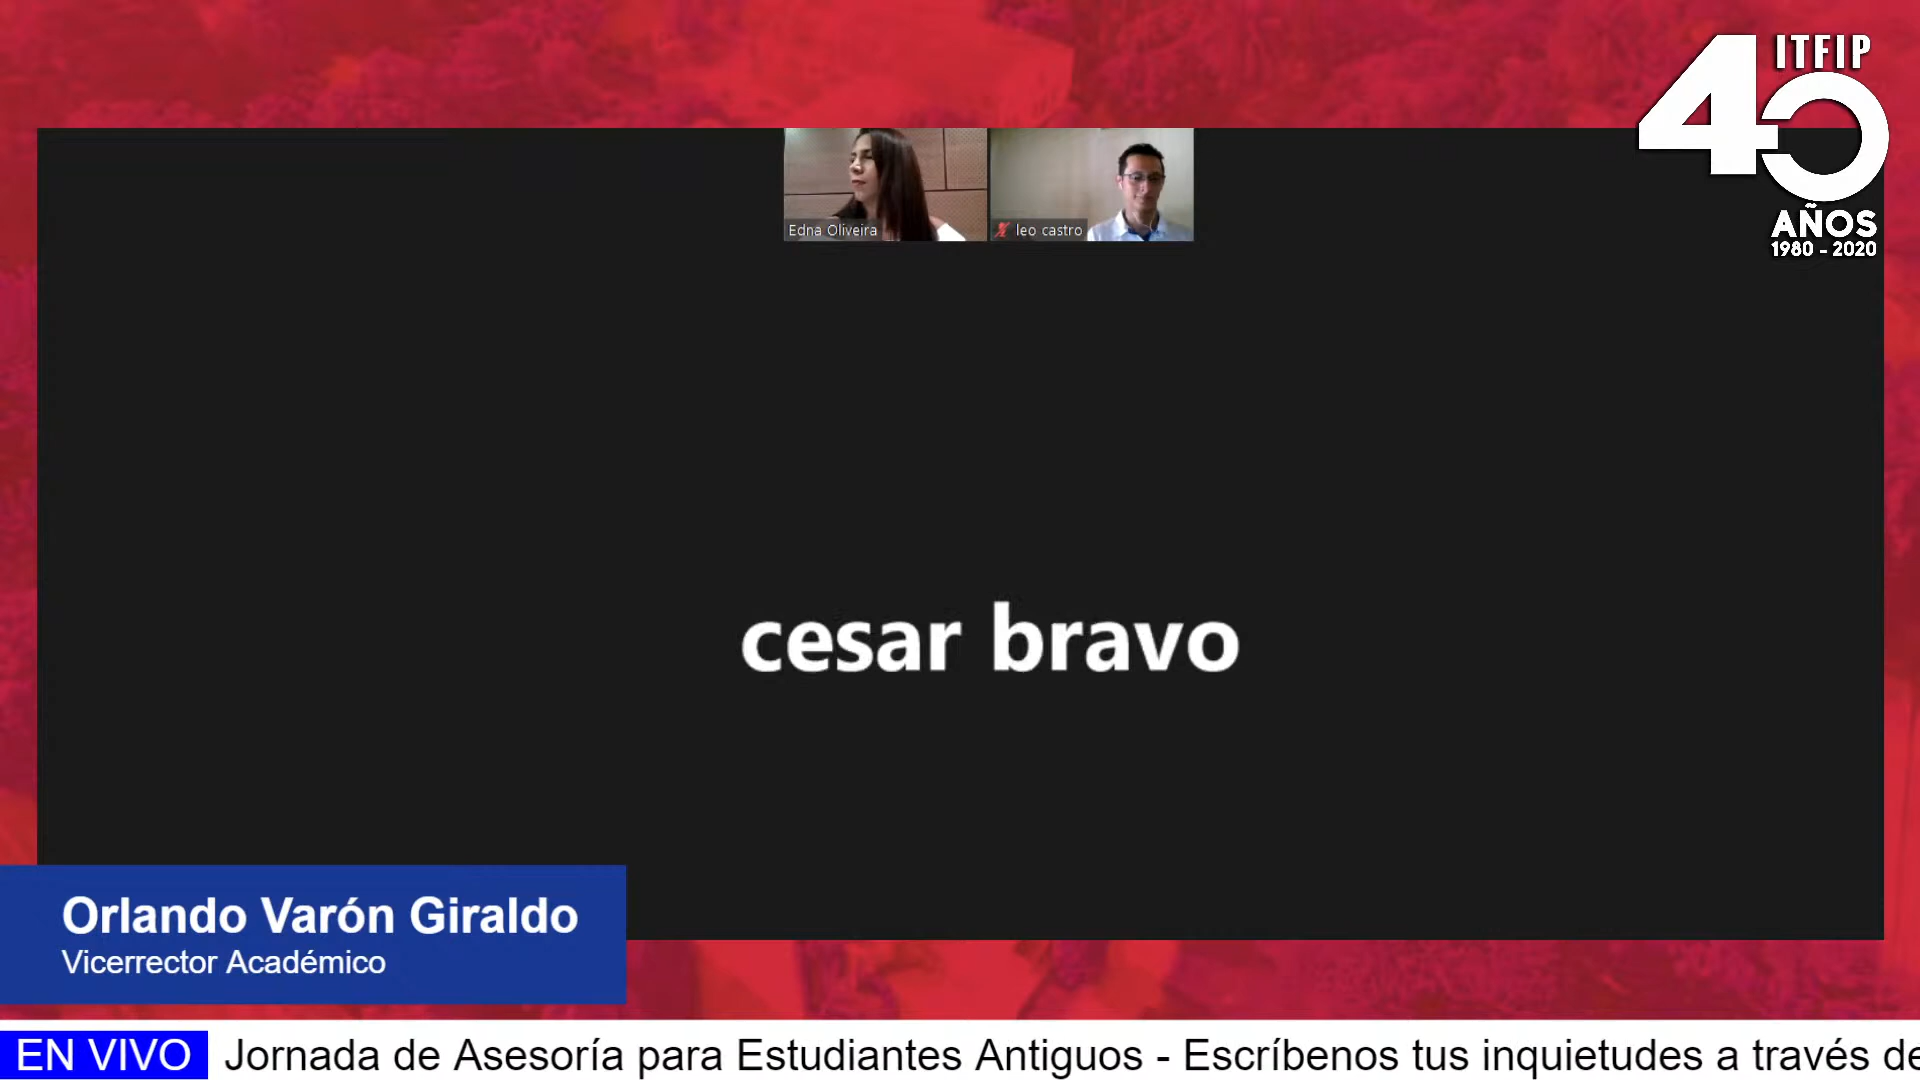 ITFIP
40
AÑOS
1980 - 2020
Edna Oliveira
leo castro
cesar bravo
Orlando Varón Giraldo
Vicerrector Académico
EN VIVO Jornada de Asesoría para Estudiantes Antiguos - Escríbenos tus inquietudes a través de